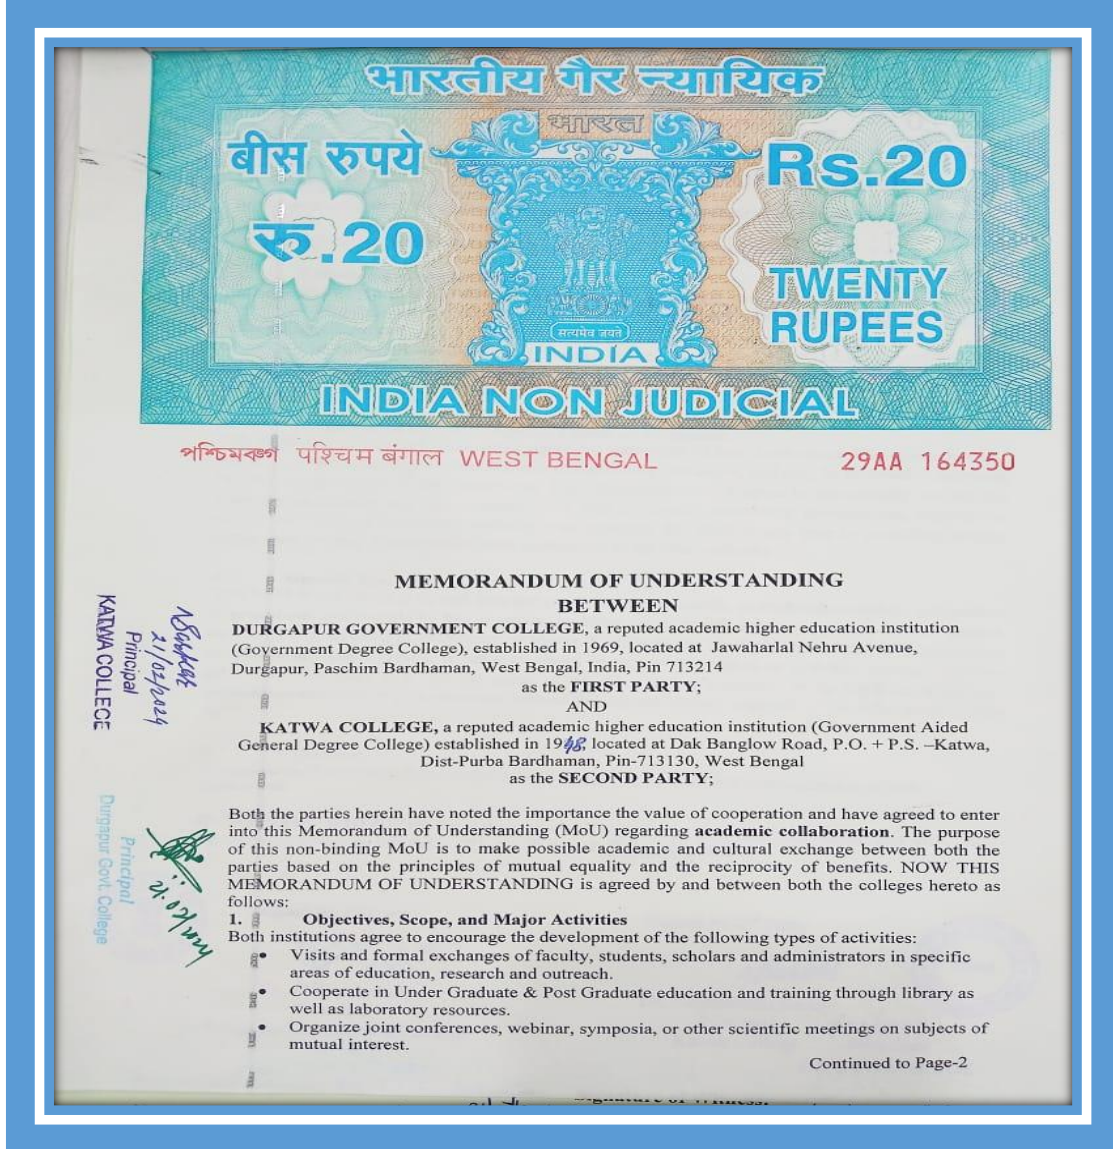 भारतीय गैर न्यायिक
भारत
बीस रुपये
Rs.20
रु.20
TWENTY
RUPEES
सत्यमेव जयते
INDIA
INDIA NON JUDICIAL
পশ্চিমবঙ্গ पश्चिम बंगाल WEST BENGAL
29AA 164350
MEMORANDUM OF UNDERSTANDING
BETWEEN
DURGAPUR GOVERNMENT COLLEGE, a reputed academic higher education institution
(Government Degree College), established in 1969, located at Jawaharlal Nehru Avenue,
Durgapur, Paschim Bardhaman, West Bengal, India, Pin 713214
as the FIRST PARTY;
AND
KATWA COLLEGE, a reputed academic higher education institution (Government Aided
General Degree College) established in 1948, located at Dak Banglow Road, P.O. + P.S. –Katwa,
Dist-Purba Bardhaman, Pin-713130, West Bengal
as the SECOND PARTY;
21/02/2024
Principal
KATWA COLLEGE
Both the parties herein have noted the importance the value of cooperation and have agreed to enter
into this Memorandum of Understanding (MoU) regarding academic collaboration. The purpose
of this non-binding MoU is to make possible academic and cultural exchange between both the
parties based on the principles of mutual equality and the reciprocity of benefits. NOW THIS
MEMORANDUM OF UNDERSTANDING is agreed by and between both the colleges hereto as
follows:
Principal
Durgapur Govt. College
1. Objectives, Scope, and Major Activities
Both institutions agree to encourage the development of the following types of activities:
• Visits and formal exchanges of faculty, students, scholars and administrators in specific
areas of education, research and outreach.
• Cooperate in Under Graduate & Post Graduate education and training through library as
well as laboratory resources.
• Organize joint conferences, webinar, symposia, or other scientific meetings on subjects of
mutual interest.
Continued to Page-2